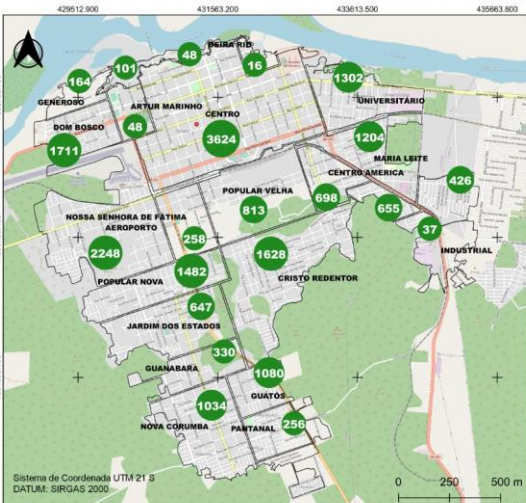 429512.900 431563.200 433613.500 435663.800
BEIRA RIO
48
16
101
164
1302
GENEROSO
ARTUR MARINHO
UNIVERSITÁRIO
DOM BOSCO
48
CENTRO
3624
1204
1711
MARIA LEITE
CENTRO AMERICA
426
POPULAR VELHA
698
813
655
NOSSA SENHORA DE FÁTIMA
AEROPORTO
258
37
2248
1628
INDUSTRIAL
1482
POPULAR NOVA
CRISTO REDENTOR
647
JARDIM DOS ESTADOS
330
GUANABARA
1080
GUATÓS
1034
NOVA CORUMBA
PANTANAL
256
Sistema de Coordenada UTM 21 S
DATUM: SIRGAS 2000
0 250 500 m